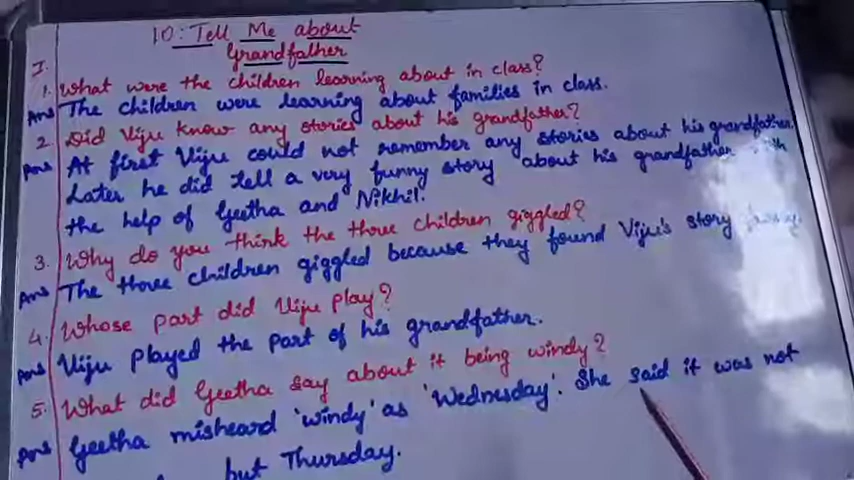 10: Tell Me about
Grandfather
I.
1. What were the children learning about in class?
Ans The children were learning about families in class.
2. Did Viju know any stories about his grandfather?
Ans At first Viju could not remember any stories about his grandfather.
Later he did tell a very funny story about his grandfather with
the help of Geetha and Nikhil.
3. Why do you think the three children giggled?
Ans The three children giggled because they found Viju's story funny.
4. Whose part did Viju play?
Ans Viju played the part of his grandfather.
5. What did Geetha say about it being windy?
Ans Geetha misheard 'windy' as 'Wednesday'. She said it was not
but Thursday.